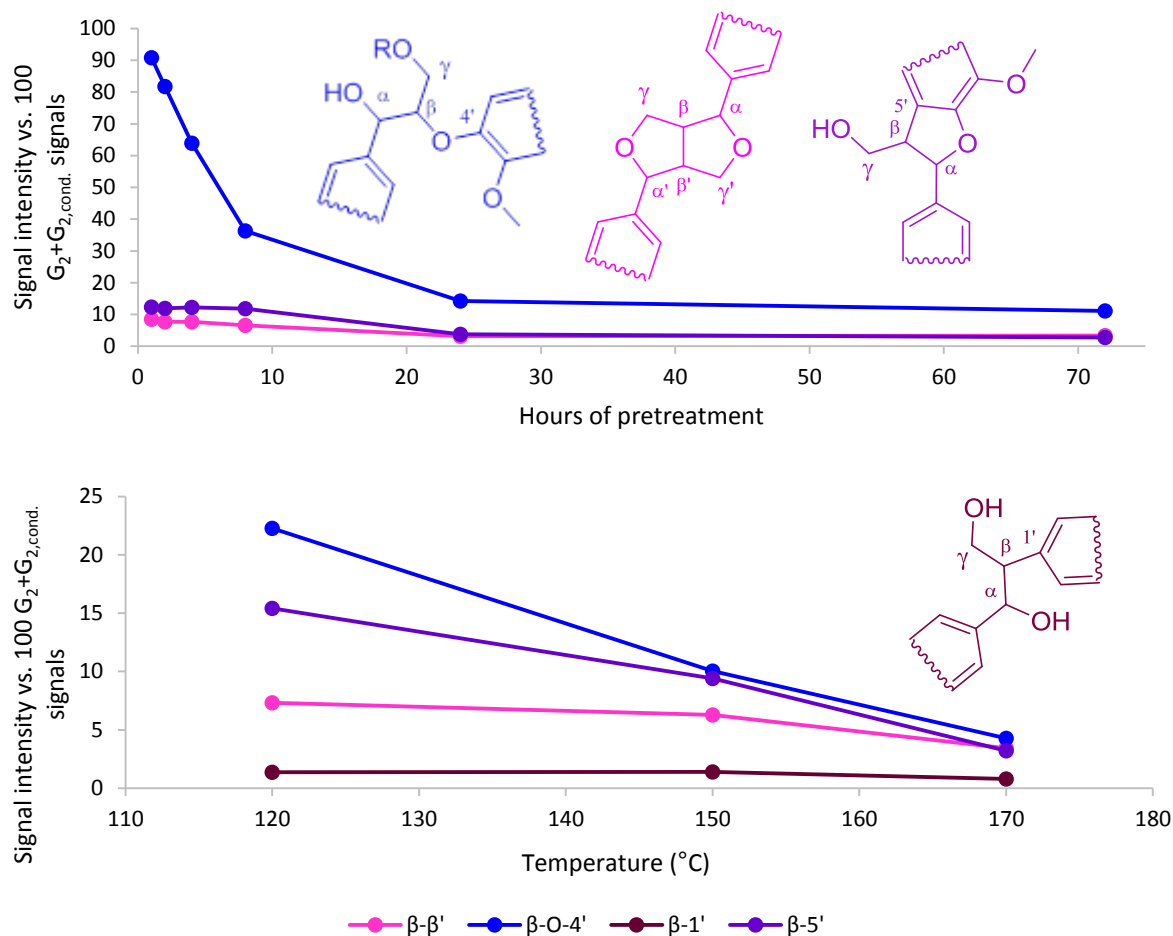 Signal intensity vs. 100
G2+G2,cond. signals
100
90
80
70
60
50
40
30
20
10
0
0 10 20 30 40 50 60 70
Hours of pretreatment
RO
γ
HO α
β 4'
O
O
γ β α
O O
α' β' γ'
5' O
HO β
γ O
α
Signal intensity vs. 100 G2+G2,cond.
signals
25
20
15
10
5
0
110 120 130 140 150 160 170 180
Temperature (°C)
OH
β 1'
γ
α
OH
β-β' β-O-4' β-1' β-5'